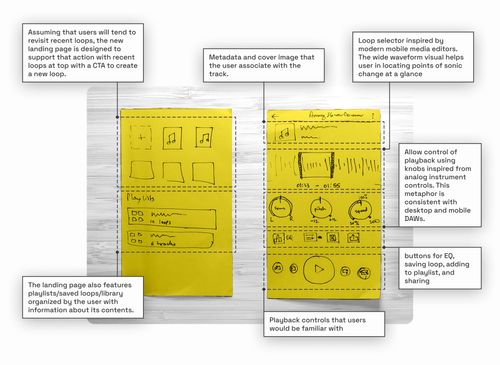 Assuming that users will tend to
revisit recent loops, the new
landing page is designed to
support that action with recent
loops at top with a CTA to create
a new loop.
Metadata and cover image that
the user associate with the
track.
Loop selector inspired by
modern mobile media editors.
The wide waveform visual helps
user in locating points of sonic
change at a glance
Allow control of
playback using
knobs inspired from
analog instrument
controls. This
metaphor is
consistent with
desktop and mobile
DAWs.
buttons for EQ,
saving loop, adding
to playlist, and
sharing
Playlists
10 loops
6 tracks
01:13 — 01:55
pitch
speed
EQ
The landing page also features
playlists/saved loops/library
organized by the user with
information about its contents.
Playback controls that users
would be familiar with